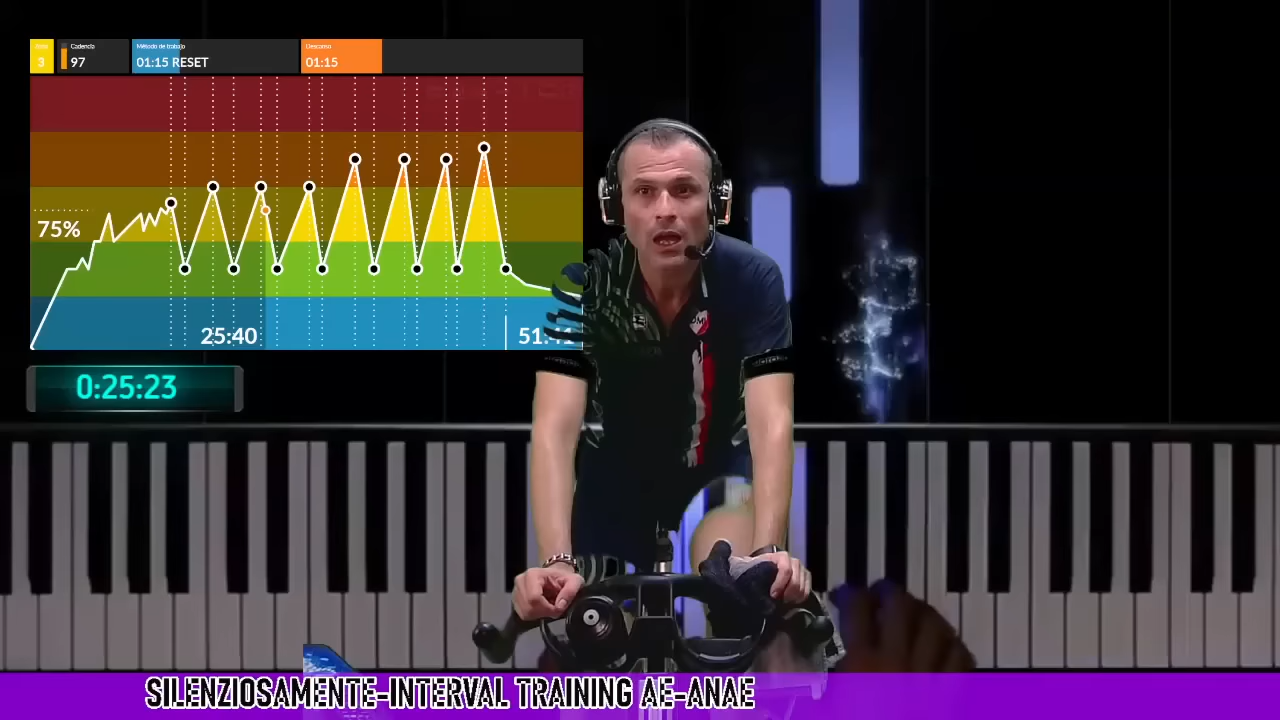 3
Cadencia
97
Método de trabajo
01:15 RESET
Descanso
01:15
75%
25:40
0:25:23
SILENZIOSAMENTE-INTERVAL TRAINING AE-ANAE